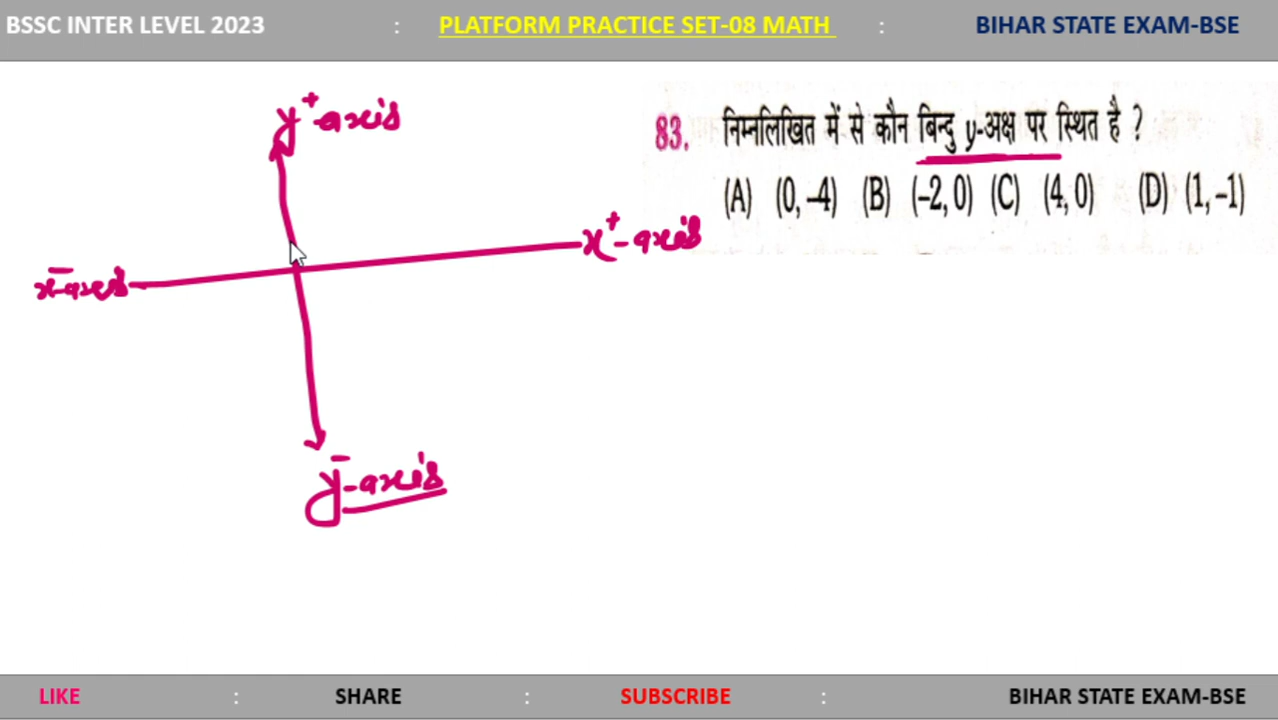 BSSC INTER LEVEL 2023 : PLATFORM PRACTICE SET-08 MATH : BIHAR STATE EXAM-BSE
y+-axis
83. निम्नलिखित में से कौन बिन्दु y-अक्ष पर स्थित है ?
(A) (0, –4) (B) (–2, 0) (C) (4, 0) (D) (1, –1)
x+-axis
x–-axis
y–-axis
LIKE : SHARE : SUBSCRIBE : BIHAR STATE EXAM-BSE